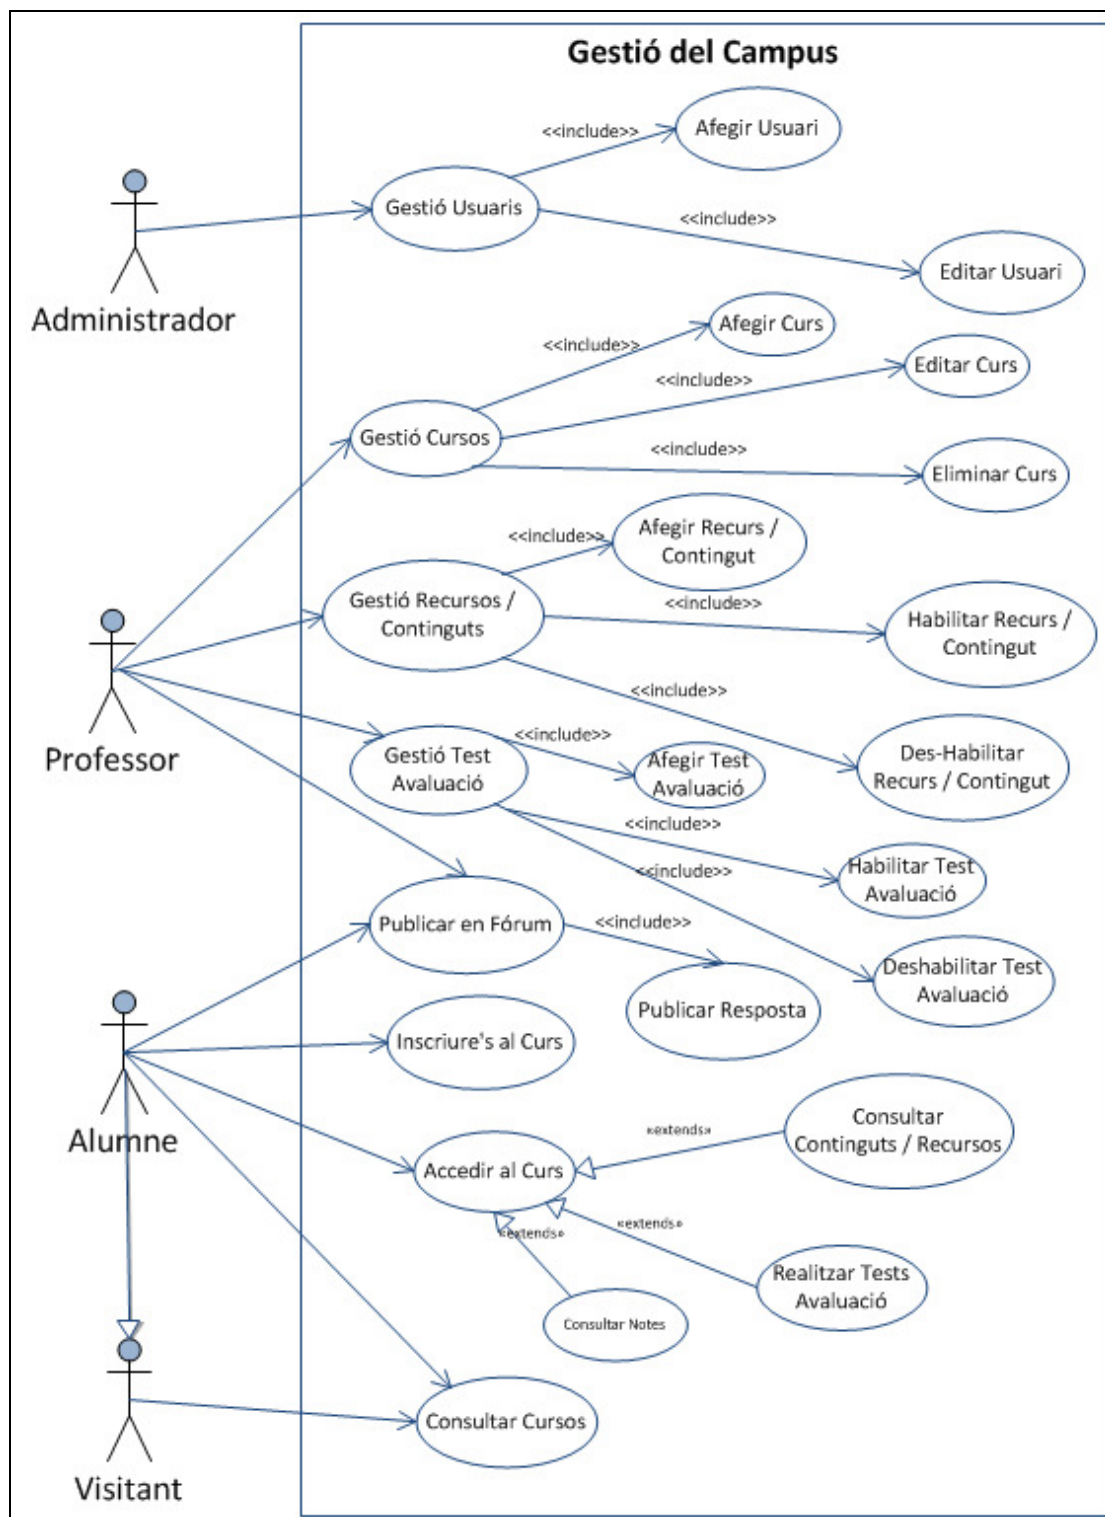 Gestió del Campus
<<include>>
Afegir Usuari
Gestió Usuaris
<<include>>
Editar Usuari
Administrador
Afegir Curs
<<include>>
Editar Curs
<<include>>
Gestió Cursos
<<include>>
Eliminar Curs
Afegir Recurs /
Contingut
<<include>>
Gestió Recursos /
Continguts
<<include>>
Habilitar Recurs /
Contingut
<<include>>
Professor
Des-Habilitar
Recurs / Contingut
Gestió Test
Avaluació
<<include>>
Afegir Test
Avaluació
<<include>>
Habilitar Test
Avaluació
<<include>>
Publicar en Fórum
<<include>>
Deshabilitar Test
Avaluació
Publicar Resposta
Inscriure's al Curs
Alumne
Consultar
Continguts / Recursos
«extends»
Accedir al Curs
«extends»
«extends»
Realitzar Tests
Avaluació
Consultar Notes
Consultar Cursos
Visitant